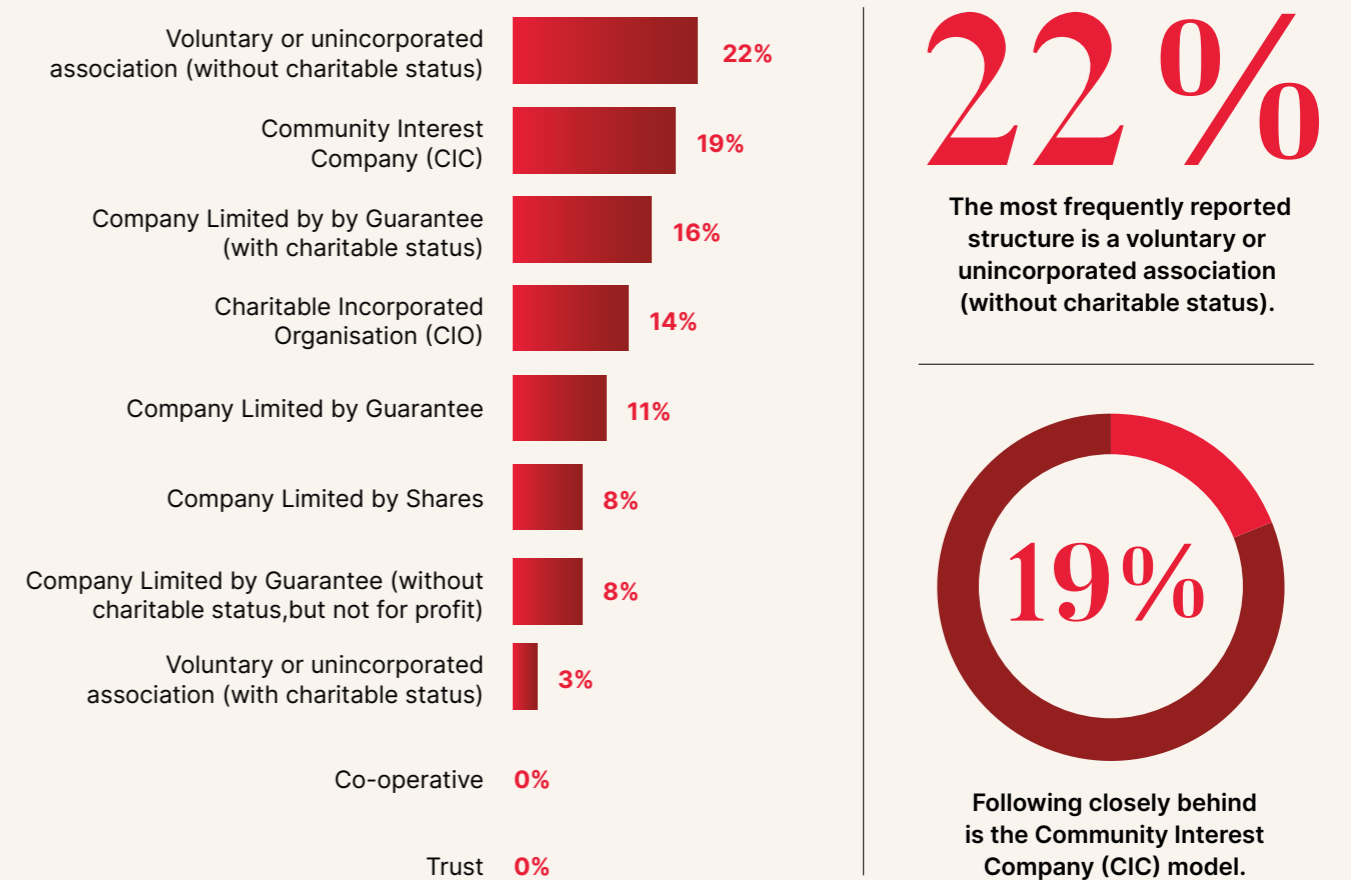 Voluntary or unincorporated
association (without charitable status)
22%
Community Interest
Company (CIC)
19%
Company Limited by by Guarantee
(with charitable status)
16%
Charitable Incorporated
Organisation (CIO)
14%
Company Limited by Guarantee
11%
Company Limited by Shares
8%
Company Limited by Guarantee (without
charitable status,but not for profit)
8%
Voluntary or unincorporated
association (with charitable status)
3%
Co-operative
0%
Trust
0%
22%
The most frequently reported
structure is a voluntary or
unincorporated association
(without charitable status).
19%
Following closely behind
is the Community Interest
Company (CIC) model.